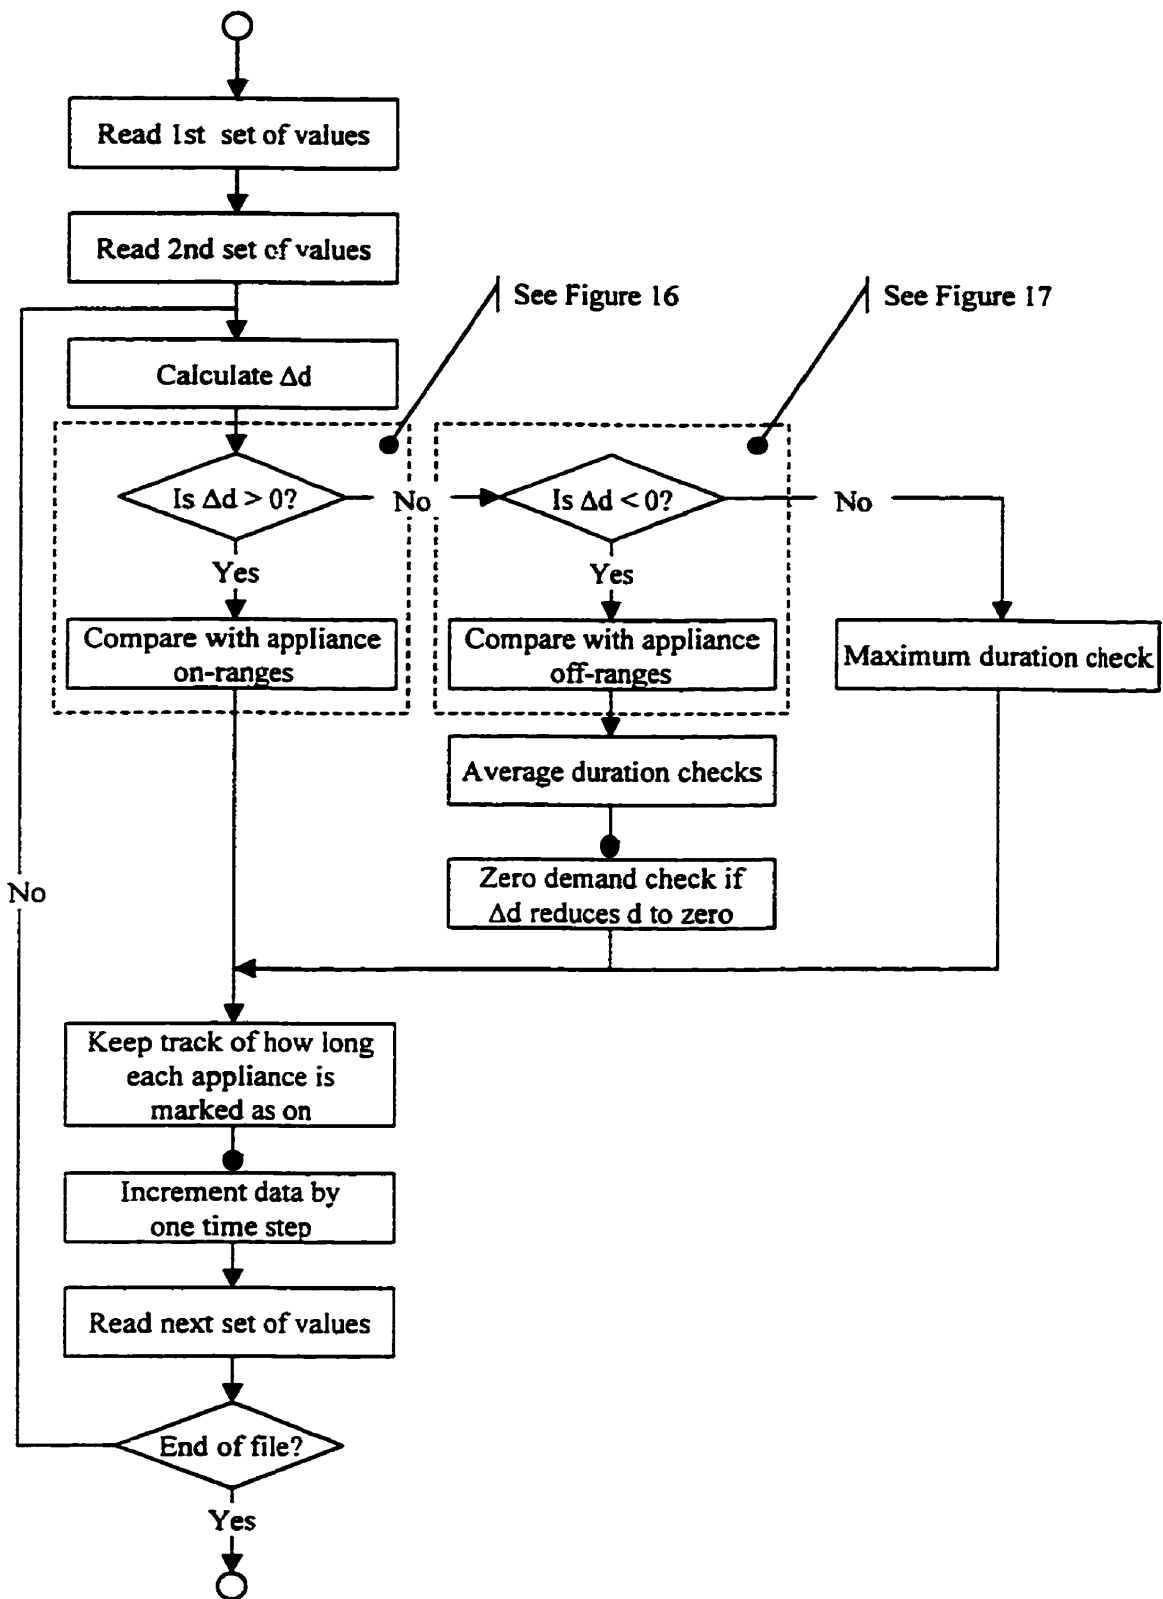 Read 1st set of values
Read 2nd set of values
See Figure 16
See Figure 17
Calculate Δd
Is Δd > 0?
No
Is Δd < 0?
No
Yes
Yes
Compare with appliance
on-ranges
Compare with appliance
off-ranges
Maximum duration check
Average duration checks
Zero demand check if
Δd reduces d to zero
No
Keep track of how long
each appliance is
marked as on
Increment data by
one time step
Read next set of values
End of file?
Yes